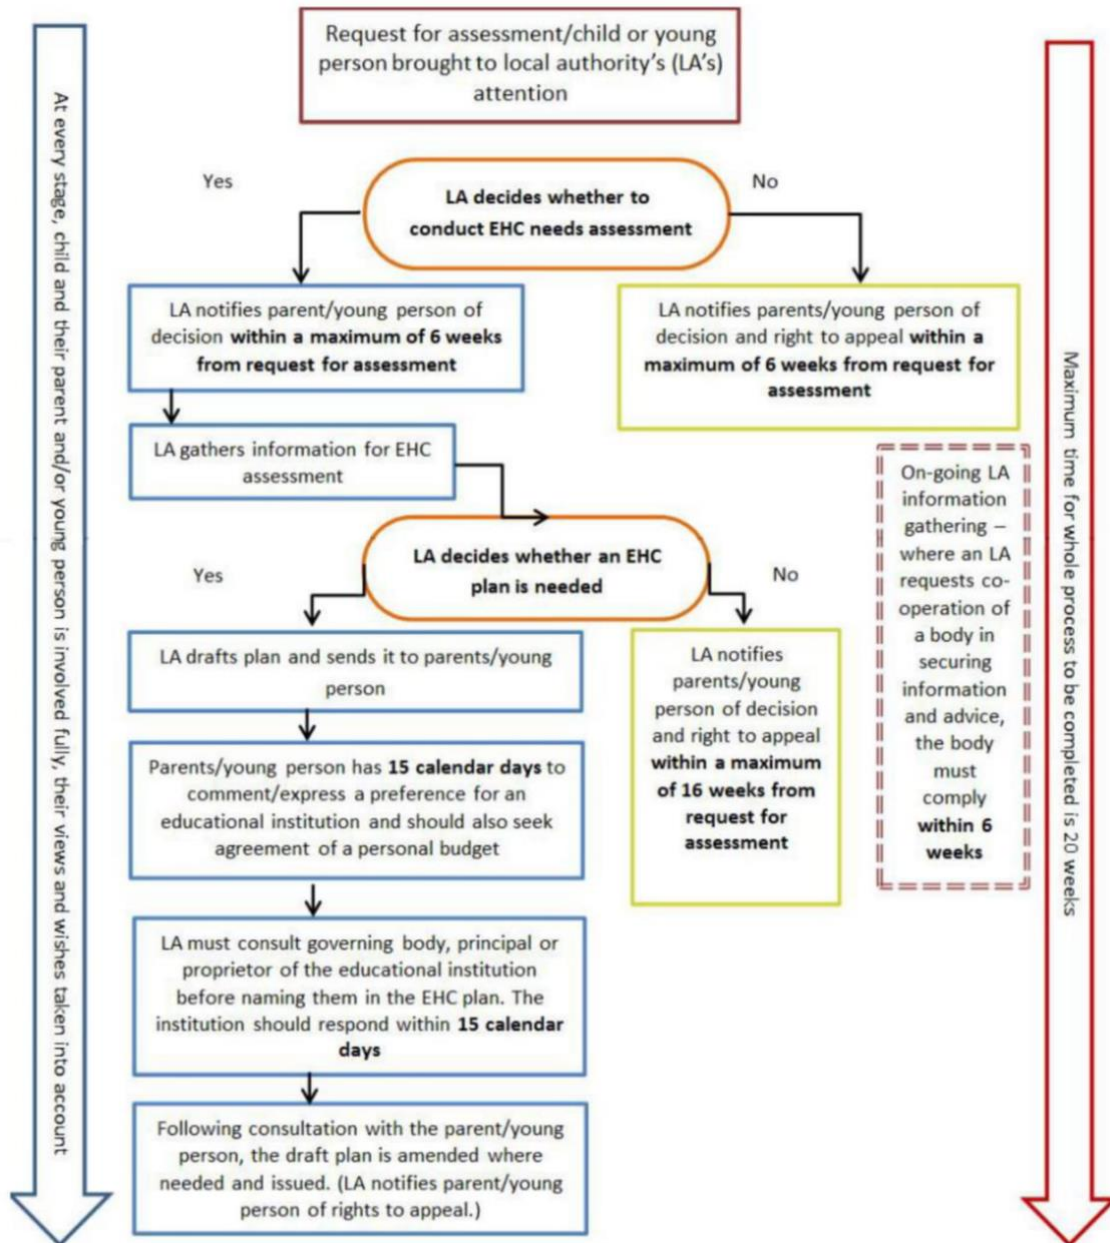 Request for assessment/child or young
person brought to local authority's (LA's)
attention
Yes
No
LA decides whether to
conduct EHC needs assessment
LA notifies parent/young person of
decision within a maximum of 6 weeks
from request for assessment
LA notifies parents/young person of
decision and right to appeal within a
maximum of 6 weeks from request for
assessment
LA gathers information for EHC
assessment
On-going LA
information
gathering –
where an LA
requests co-
operation of
a body in
securing
information
and advice,
the body
must
comply
within 6
weeks
LA decides whether an EHC
plan is needed
Yes
No
LA drafts plan and sends it to parents/young
person
LA notifies
parents/young
person of decision
and right to appeal
within a maximum
of 16 weeks from
request for
assessment
Parents/young person has 15 calendar days to
comment/express a preference for an
educational institution and should also seek
agreement of a personal budget
LA must consult governing body, principal or
proprietor of the educational institution
before naming them in the EHC plan. The
institution should respond within 15 calendar
days
Following consultation with the parent/young
person, the draft plan is amended where
needed and issued. (LA notifies parent/young
person of rights to appeal.)
At every stage, child and their parent and/or young person is involved fully, their views and wishes taken into account
Maximum time for whole process to be completed is 20 weeks